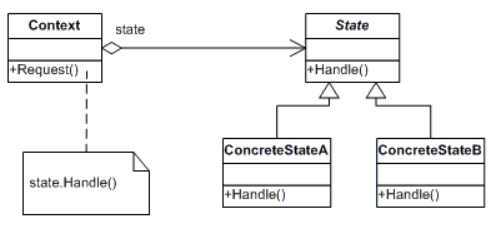 Context
state
State
+Request()
+Handle()
state.Handle()
ConcreteStateA
ConcreteStateB
+Handle()
+Handle()